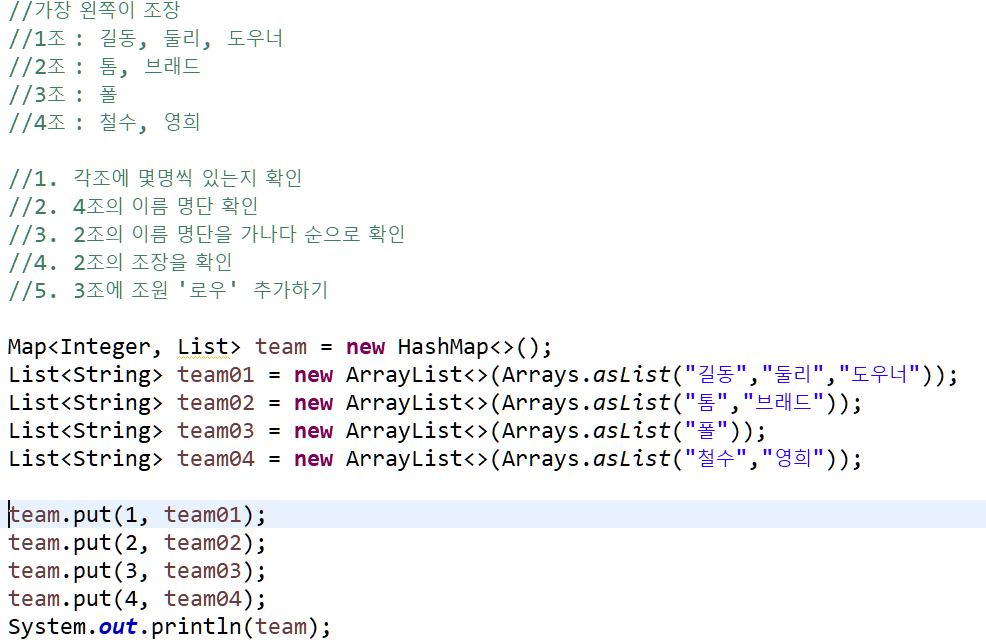 //가장 왼쪽이 조장
//1조 : 길동, 둘리, 도우너
//2조 : 톰, 브래드
//3조 : 폴
//4조 : 철수, 영희
//1. 각조에 몇명씩 있는지 확인
//2. 4조의 이름 명단 확인
//3. 2조의 이름 명단을 가나다 순으로 확인
//4. 2조의 조장을 확인
//5. 3조에 조원 '로우' 추가하기
Map<Integer, List> team = new HashMap<>();
List<String> team01 = new ArrayList<>(Arrays.asList("길동","둘리","도우너"));
List<String> team02 = new ArrayList<>(Arrays.asList("톰","브래드"));
List<String> team03 = new ArrayList<>(Arrays.asList("폴"));
List<String> team04 = new ArrayList<>(Arrays.asList("철수","영희"));
team.put(1, team01);
team.put(2, team02);
team.put(3, team03);
team.put(4, team04);
System.out.println(team);